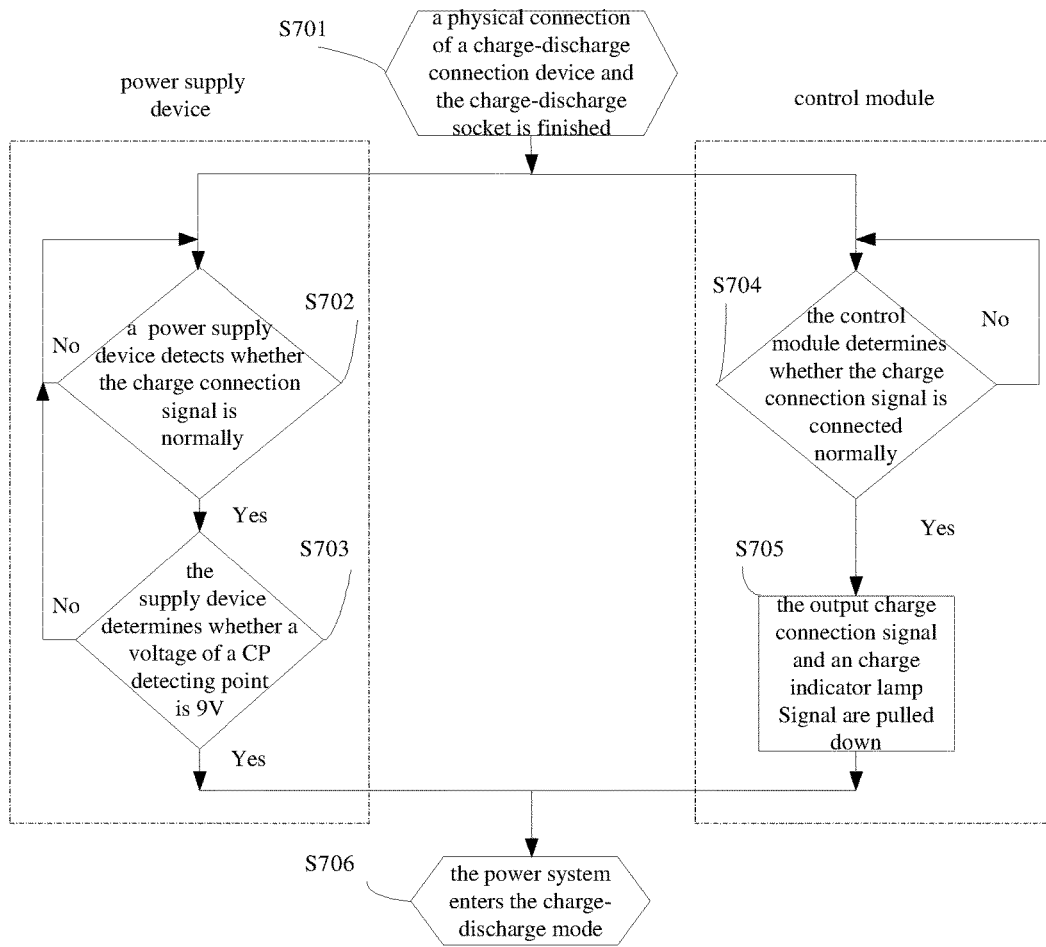 S701
a physical connection
of a charge-discharge
connection device and
the charge-discharge
socket is finished
power supply
device
control module
S702
No
a power supply
device detects whether
the charge connection
signal is
normally
Yes
S703
No
the
supply device
determines whether a
voltage of a CP
detecting point
is 9V
Yes
S704
No
the control
module determines
whether the charge
connection signal is
connected
normally
Yes
S705
the output charge
connection signal
and an charge
indicator lamp
Signal are pulled
down
S706
the power system
enters the charge-
discharge mode